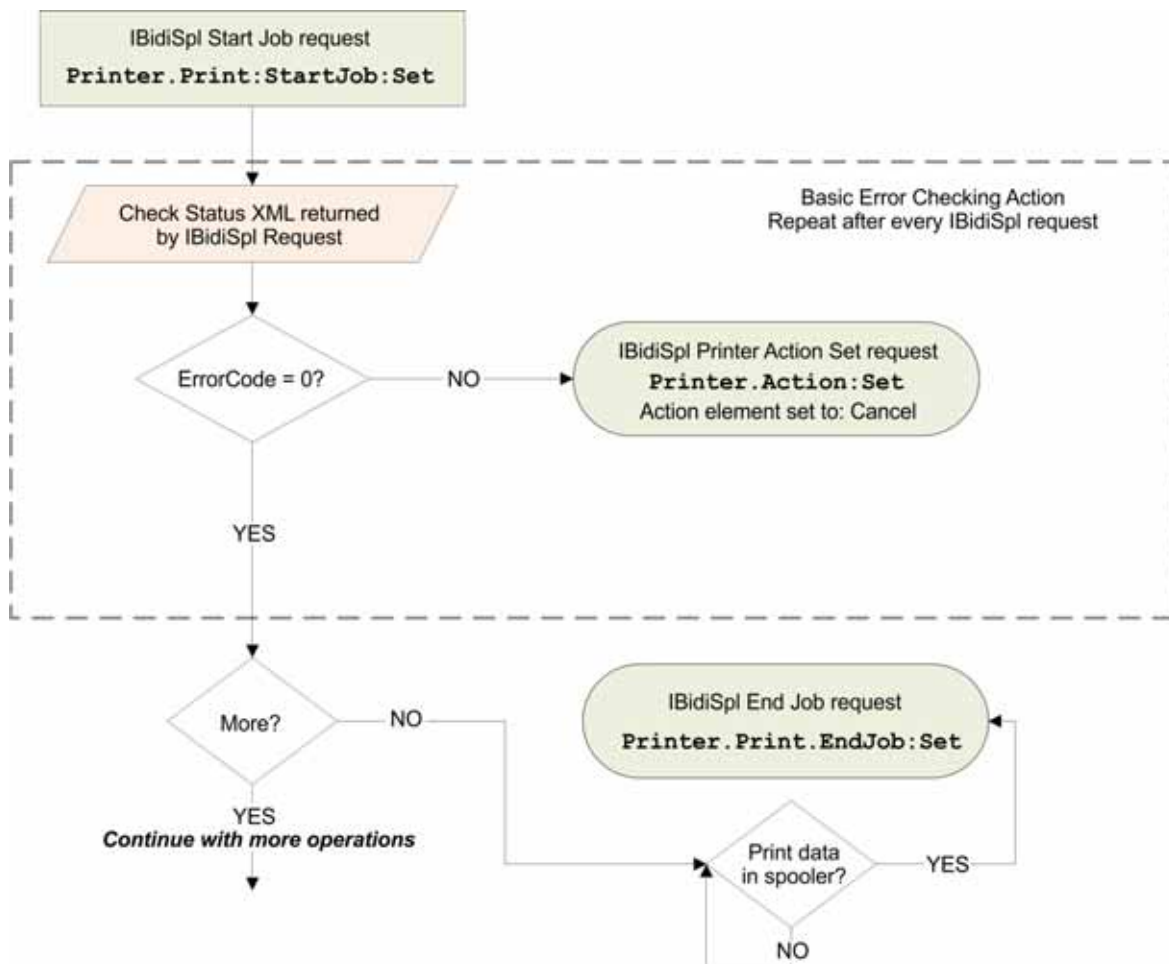 IBidiSpl Start Job request
Printer.Print:StartJob:Set
Check Status XML returned
by IBidiSpl Request
Basic Error Checking Action
Repeat after every IBidiSpl request
ErrorCode = 0?
NO
IBidiSpl Printer Action Set request
Printer.Action:Set
Action element set to: Cancel
YES
More?
NO
IBidiSpl End Job request
Printer.Print.EndJob:Set
YES
Continue with more operations
Print data
in spooler?
YES
NO